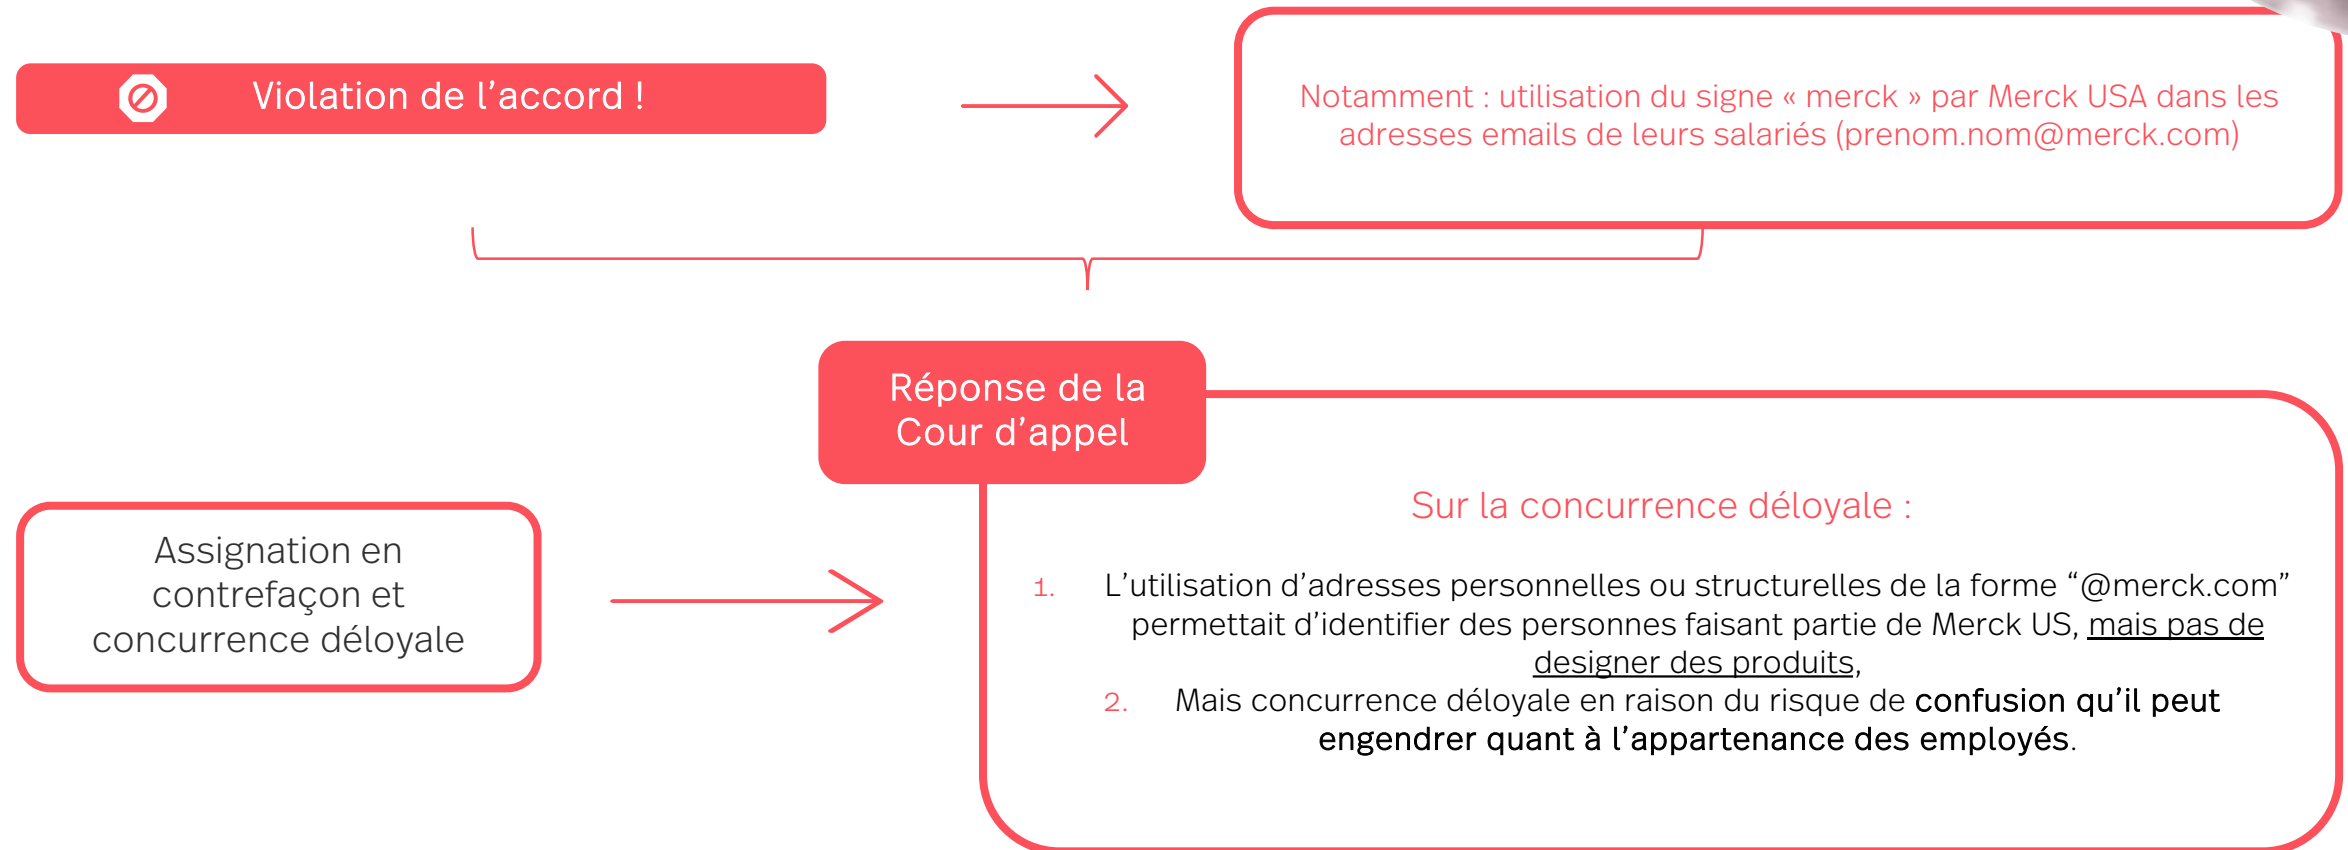 Violation de l’accord !
Notamment : utilisation du signe « merck » par Merck USA dans les
adresses emails de leurs salariés (prenom.nom@merck.com)
Réponse de la
Cour d’appel
Assignation en
contrefaçon et
concurrence déloyale
Sur la concurrence déloyale :
1. L’utilisation d’adresses personnelles ou structurelles de la forme “@merck.com”
permettait d’identifier des personnes faisant partie de Merck US, mais pas de
designer des produits,
2. Mais concurrence déloyale en raison du risque de confusion qu’il peut
engendrer quant à l’appartenance des employés.